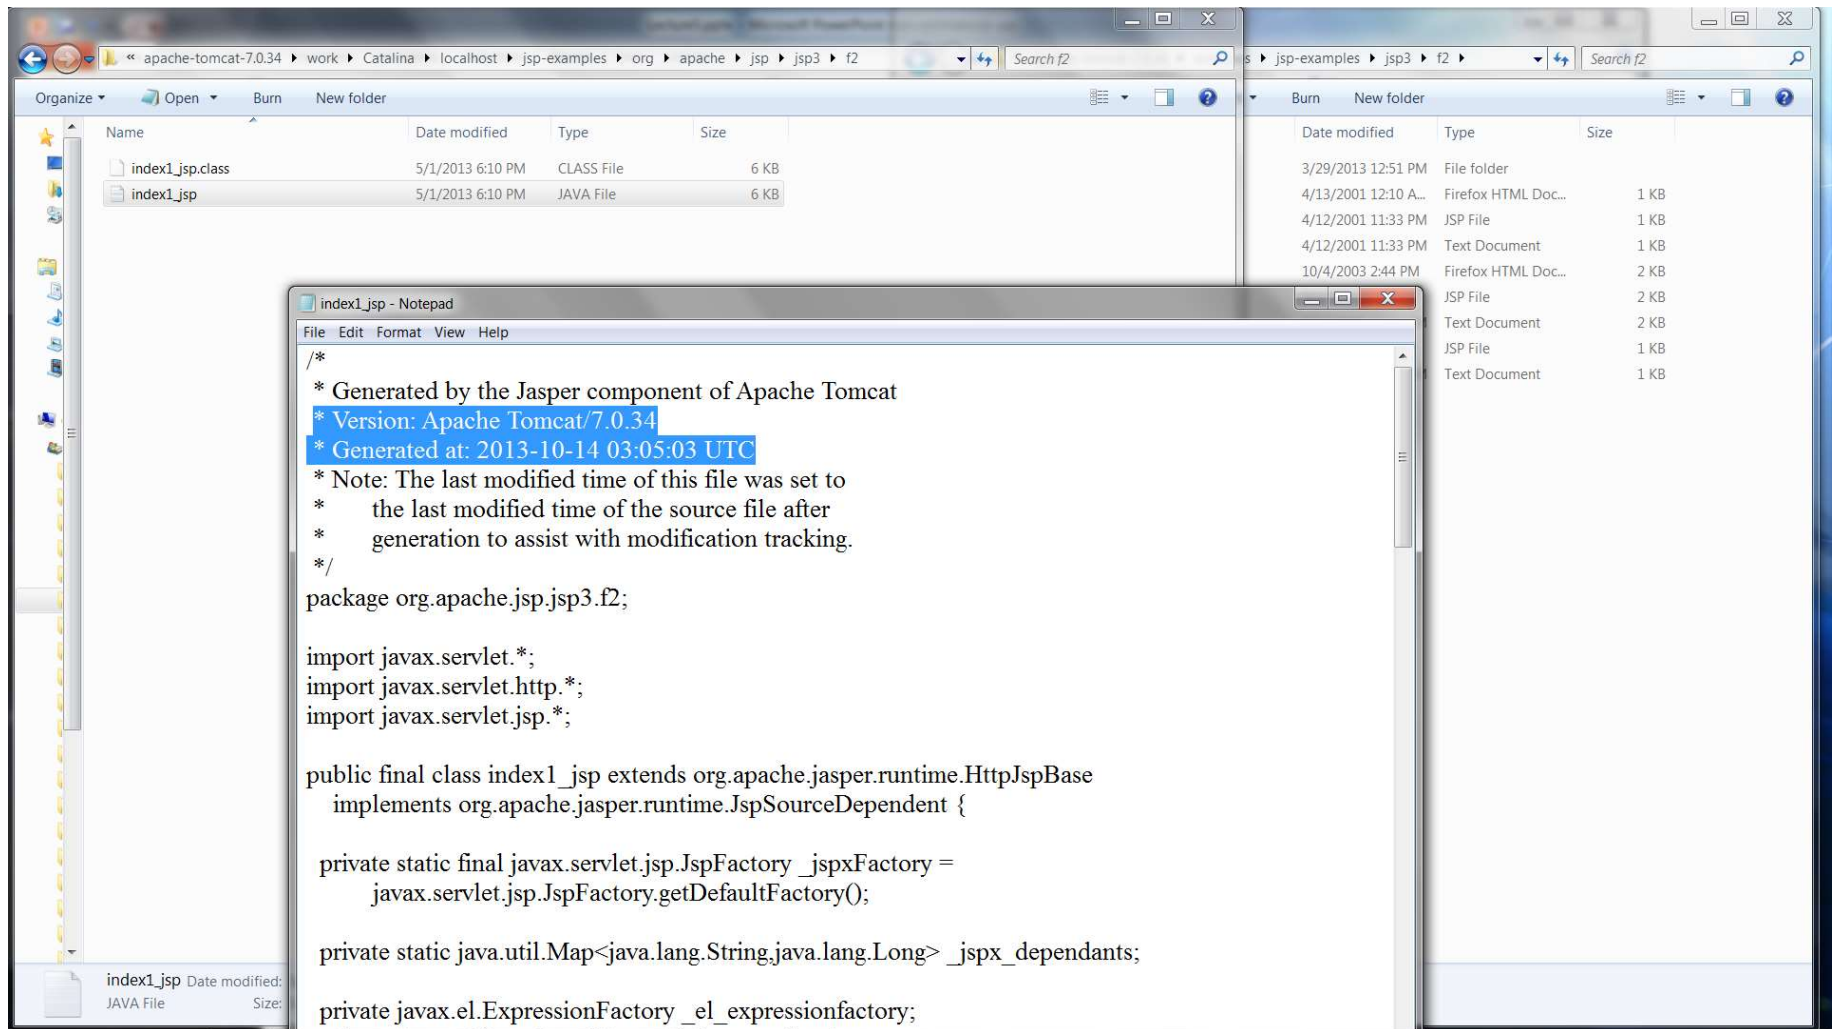 « apache-tomcat-7.0.34 ▸ work ▸ Catalina ▸ localhost ▸ jsp-examples ▸ org ▸ apache ▸ jsp ▸ jsp3 ▸ f2
Search f2
Organize
Open
Burn
New folder
Name
Date modified
Type
Size
index1_jsp.class
5/1/2013 6:10 PM
CLASS File
6 KB
index1_jsp
5/1/2013 6:10 PM
JAVA File
6 KB
s ▸ jsp-examples ▸ jsp3 ▸ f2 ▸
Search f2
Burn
New folder
Date modified
Type
Size
3/29/2013 12:51 PM
File folder
4/13/2001 12:10 A...
Firefox HTML Doc...
1 KB
4/12/2001 11:33 PM
JSP File
1 KB
4/12/2001 11:33 PM
Text Document
1 KB
10/4/2003 2:44 PM
Firefox HTML Doc...
2 KB
JSP File
2 KB
Text Document
2 KB
JSP File
1 KB
Text Document
1 KB
index1_jsp - Notepad
File Edit Format View Help
/*
* Generated by the Jasper component of Apache Tomcat
* Version: Apache Tomcat/7.0.34
* Generated at: 2013-10-14 03:05:03 UTC
* Note: The last modified time of this file was set to
* the last modified time of the source file after
* generation to assist with modification tracking.
*/
package org.apache.jsp.jsp3.f2;
import javax.servlet.*;
import javax.servlet.http.*;
import javax.servlet.jsp.*;
public final class index1_jsp extends org.apache.jasper.runtime.HttpJspBase
implements org.apache.jasper.runtime.JspSourceDependent {
private static final javax.servlet.jsp.JspFactory _jspxFactory =
javax.servlet.jsp.JspFactory.getDefaultFactory();
private static java.util.Map<java.lang.String,java.lang.Long> _jspx_dependants;
private javax.el.ExpressionFactory _el_expressionfactory;
index1_jsp Date modified:
JAVA File Size: